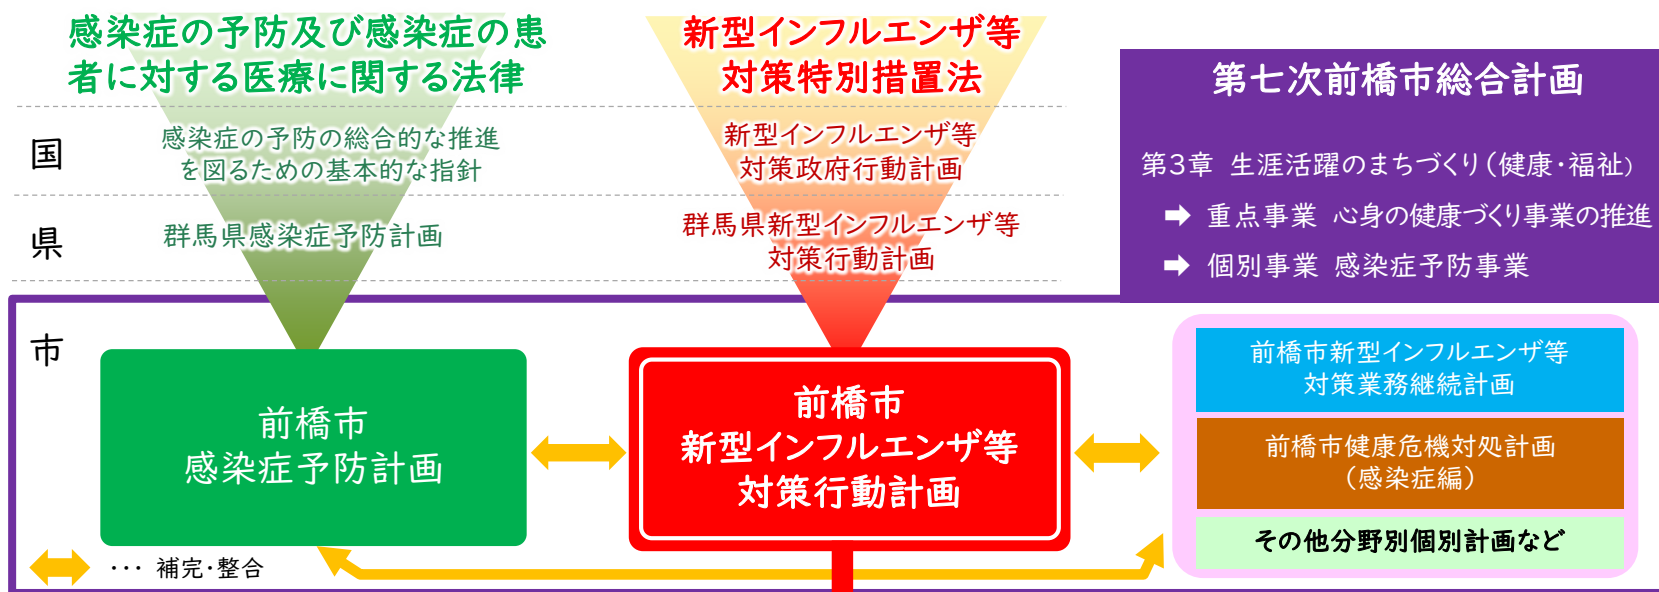 感染症の予防及び感染症の患
者に対する医療に関する法律
新型インフルエンザ等
対策特別措置法
第七次前橋市総合計画
第3章 生涯活躍のまちづくり(健康・福祉)
➡ 重点事業 心身の健康づくり事業の推進
➡ 個別事業 感染症予防事業
国
感染症の予防の総合的な推進
を図るための基本的な指針
新型インフルエンザ等
対策政府行動計画
県
群馬県感染症予防計画
群馬県新型インフルエンザ等
対策行動計画
市
前橋市
感染症予防計画
前橋市
新型インフルエンザ等
対策行動計画
前橋市新型インフルエンザ等
対策業務継続計画
前橋市健康危機対処計画
(感染症編)
その他分野別個別計画など
・・・ 補完・整合